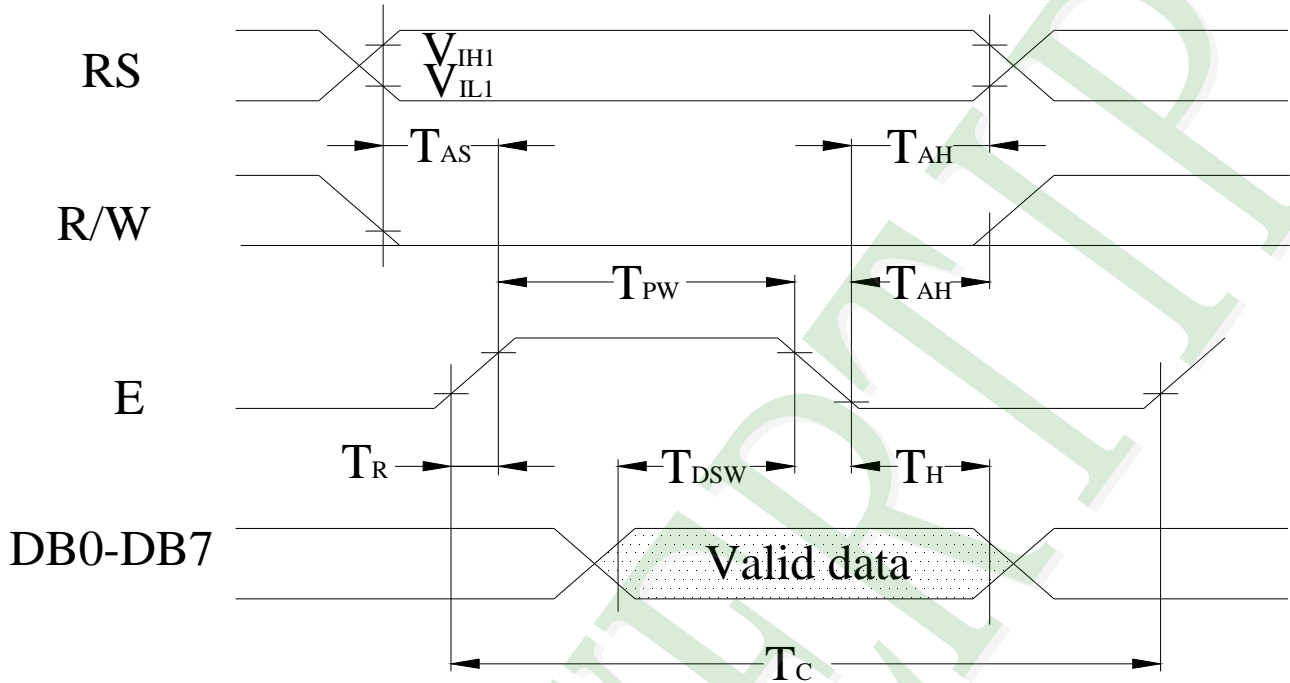 RS
VIH1
VIL1
TAS
TAH
R/W
TPW
TAH
E
TR
TDSW
TH
DB0-DB7
Valid data
TC